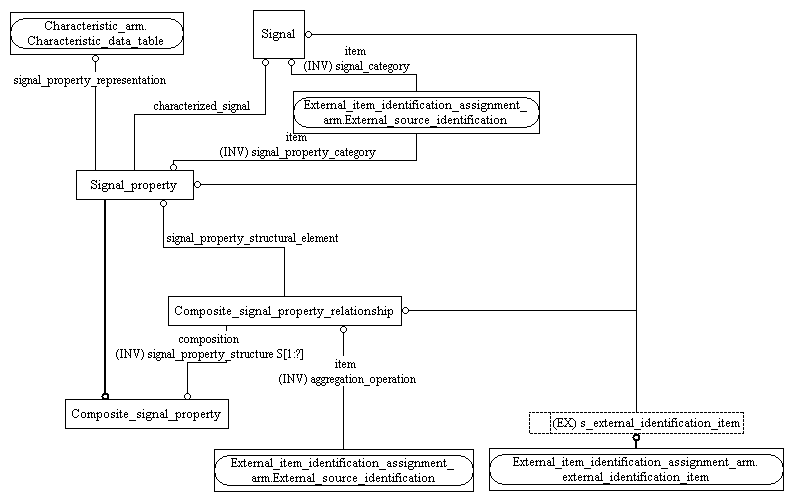 Characteristic_arm.
Characteristic_data_table
Signal
item
(INV) signal_category
signal_property_representation
characterized_signal
External_item_identification_assignment_
arm.External_source_identification
item
(INV) signal_property_category
Signal_property
signal_property_structural_element
Composite_signal_property_relationship
composition
(INV) signal_property_structure S[1:?]
item
(INV) aggregation_operation
Composite_signal_property
(EX) s_external_identification_item
External_item_identification_assignment_
arm.External_source_identification
External_item_identification_assignment_arm.
external_identification_item